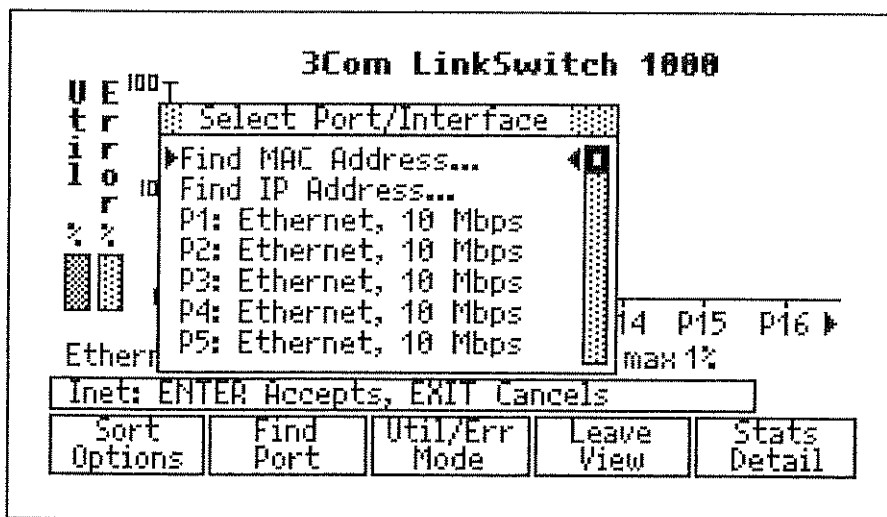 3Com LinkSwitch 1000
Util % Error %
100
10
Select Port/Interface
Find MAC Address...
Find IP Address...
P1: Ethernet, 10 Mbps
P2: Ethernet, 10 Mbps
P3: Ethernet, 10 Mbps
P4: Ethernet, 10 Mbps
P5: Ethernet, 10 Mbps
14 P15 P16
Ethern
max 1%
Inet: ENTER Accepts, EXIT Cancels
Sort Options
Find Port
Util/Err Mode
Leave View
Stats Detail